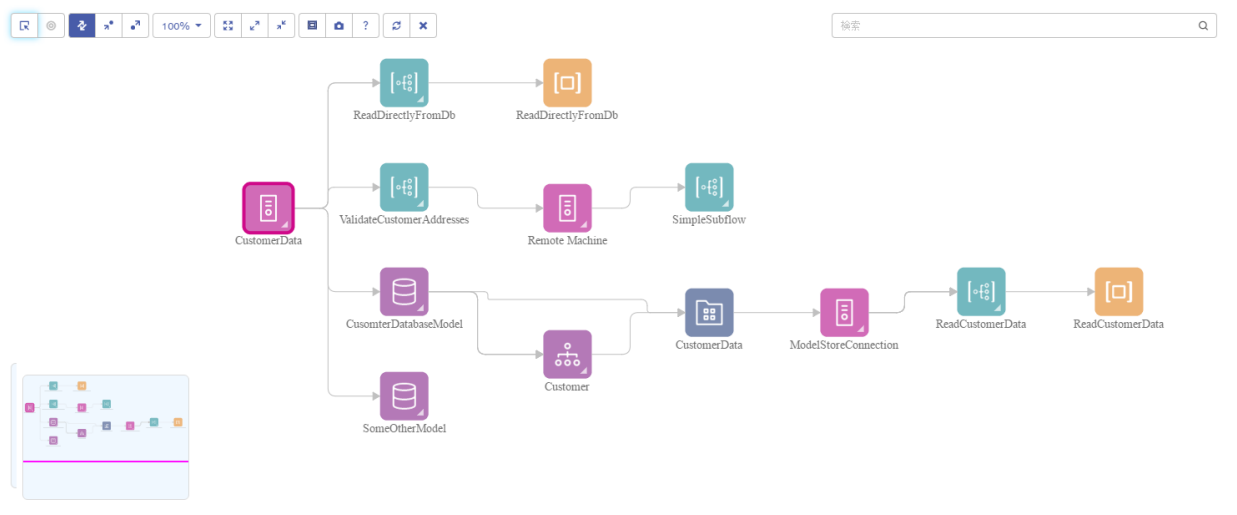 100%
?
検索
ReadDirectlyFromDb
ReadDirectlyFromDb
ValidateCustomerAddresses
SimpleSubflow
CustomerData
Remote Machine
CusomterDatabaseModel
ReadCustomerData
ReadCustomerData
CustomerData
ModelStoreConnection
Customer
SomeOtherModel